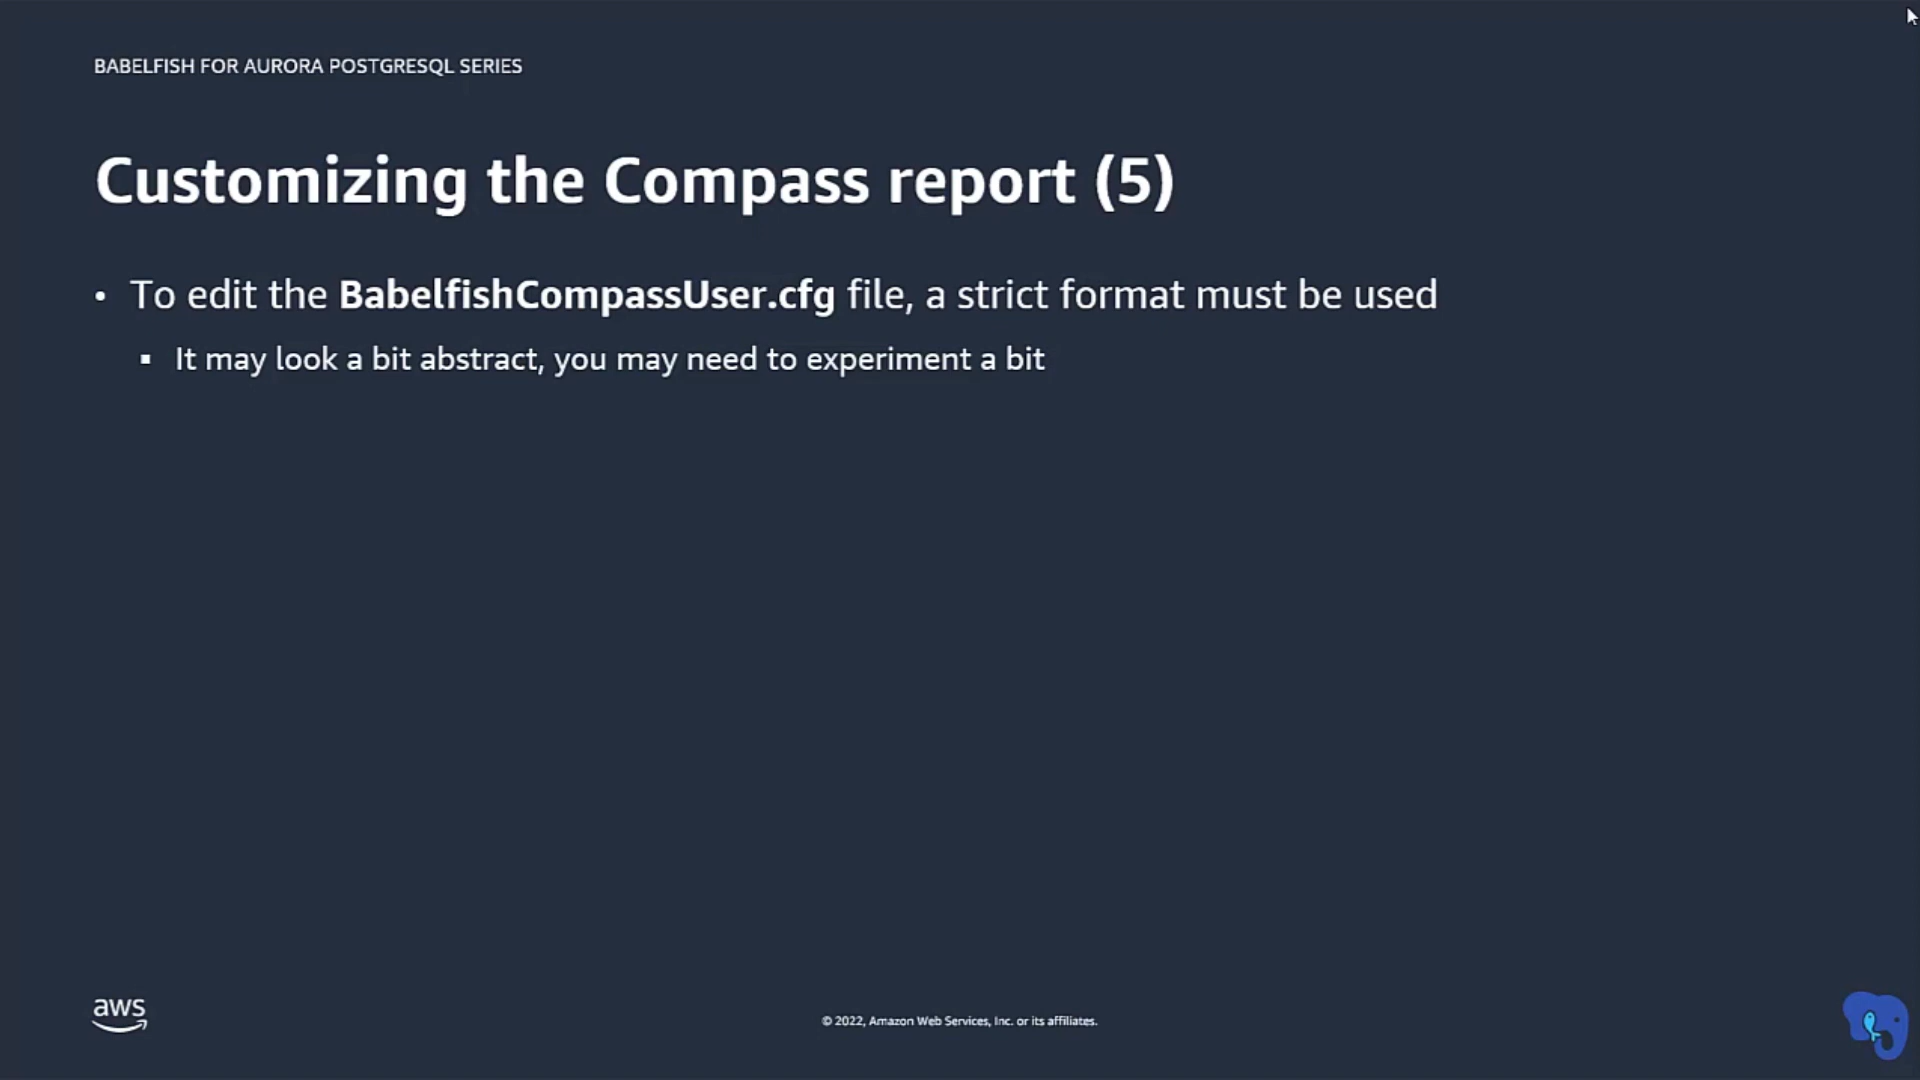 BABELFISH FOR AURORA POSTGRESQL SERIES
Customizing the Compass report (5)
• To edit the BabelfishCompassUser.cfg file, a strict format must be used
▪ It may look a bit abstract, you may need to experiment a bit
aws
© 2022, Amazon Web Services, Inc. or its affiliates.